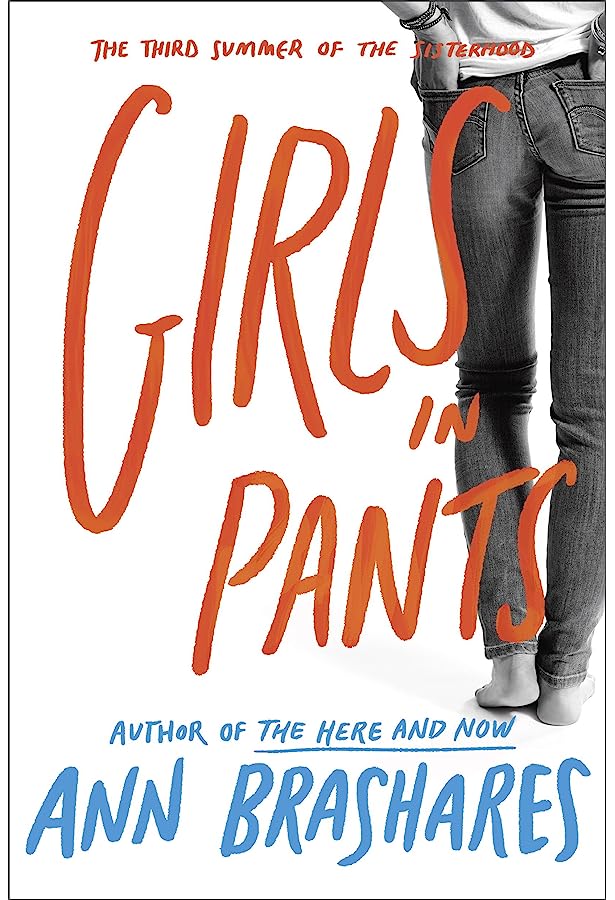 THE THIRD SUMMER OF THE SISTERHOOD
GIRLS
IN
PANTS
AUTHOR OF THE HERE AND NOW
ANN BRASHARES